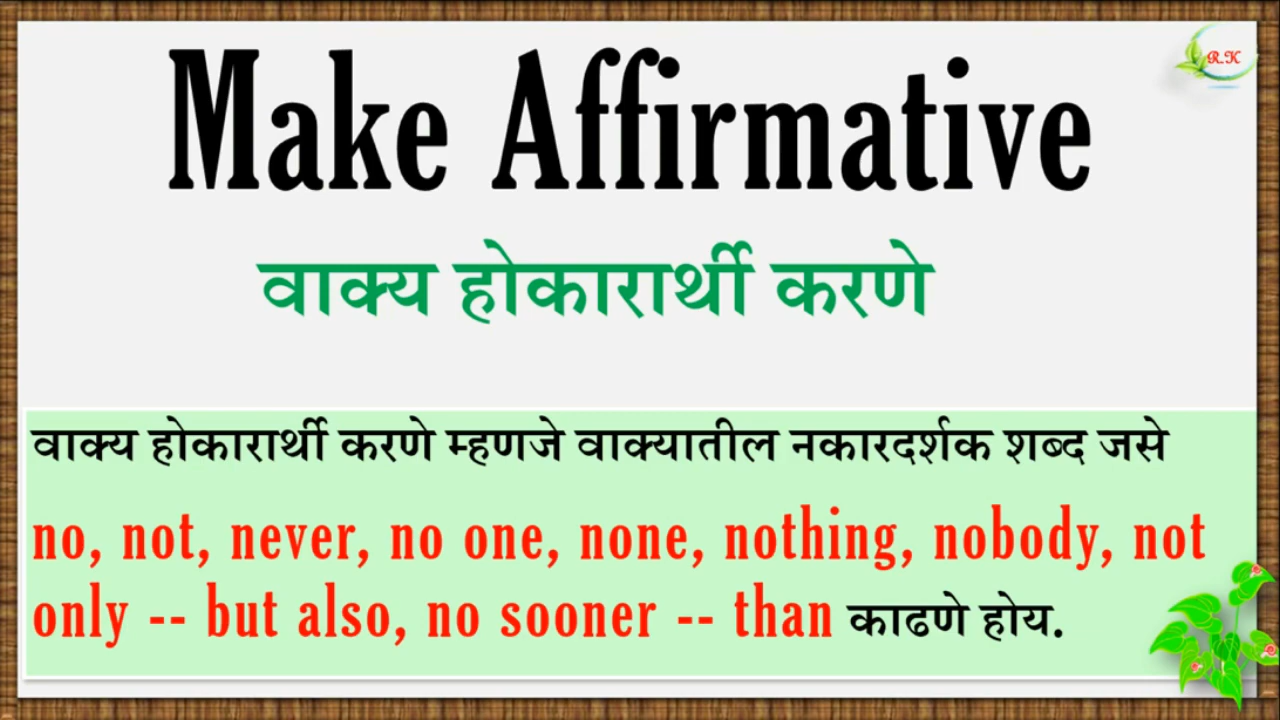 R.K
Make Affirmative
वाक्य होकारार्थी करणे
वाक्य होकारार्थी करणे म्हणजे वाक्यातील नकारदर्शक शब्द जसे
no, not, never, no one, none, nothing, nobody, not
only -- but also, no sooner -- than काढणे होय.